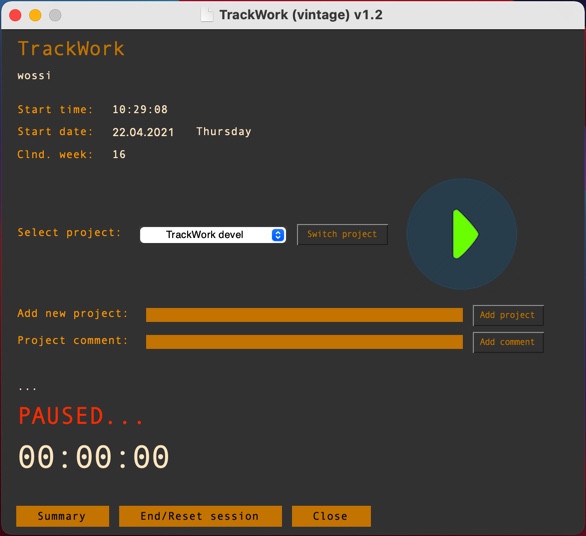 TrackWork (vintage) v1.2
TrackWork
wossi
Start time: 10:29:08
Start date: 22.04.2021 Thursday
Clnd. week: 16
Select project: TrackWork devel Switch project
Add new project: Add project
Project comment: Add comment
...
PAUSED...
00:00:00
Summary End/Reset session Close